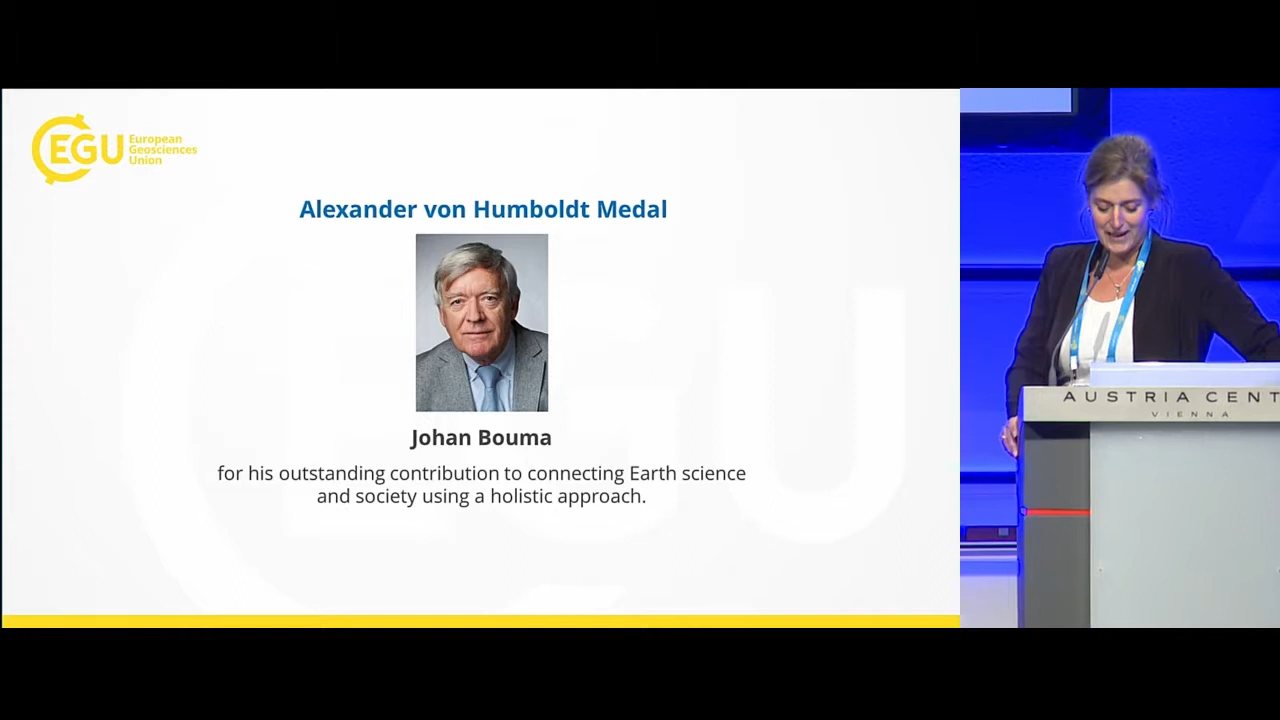 EGU
European
Geosciences
Union
Alexander von Humboldt Medal
Johan Bouma
for his outstanding contribution to connecting Earth science
and society using a holistic approach.
AUSTRIA CENT
VIENNA